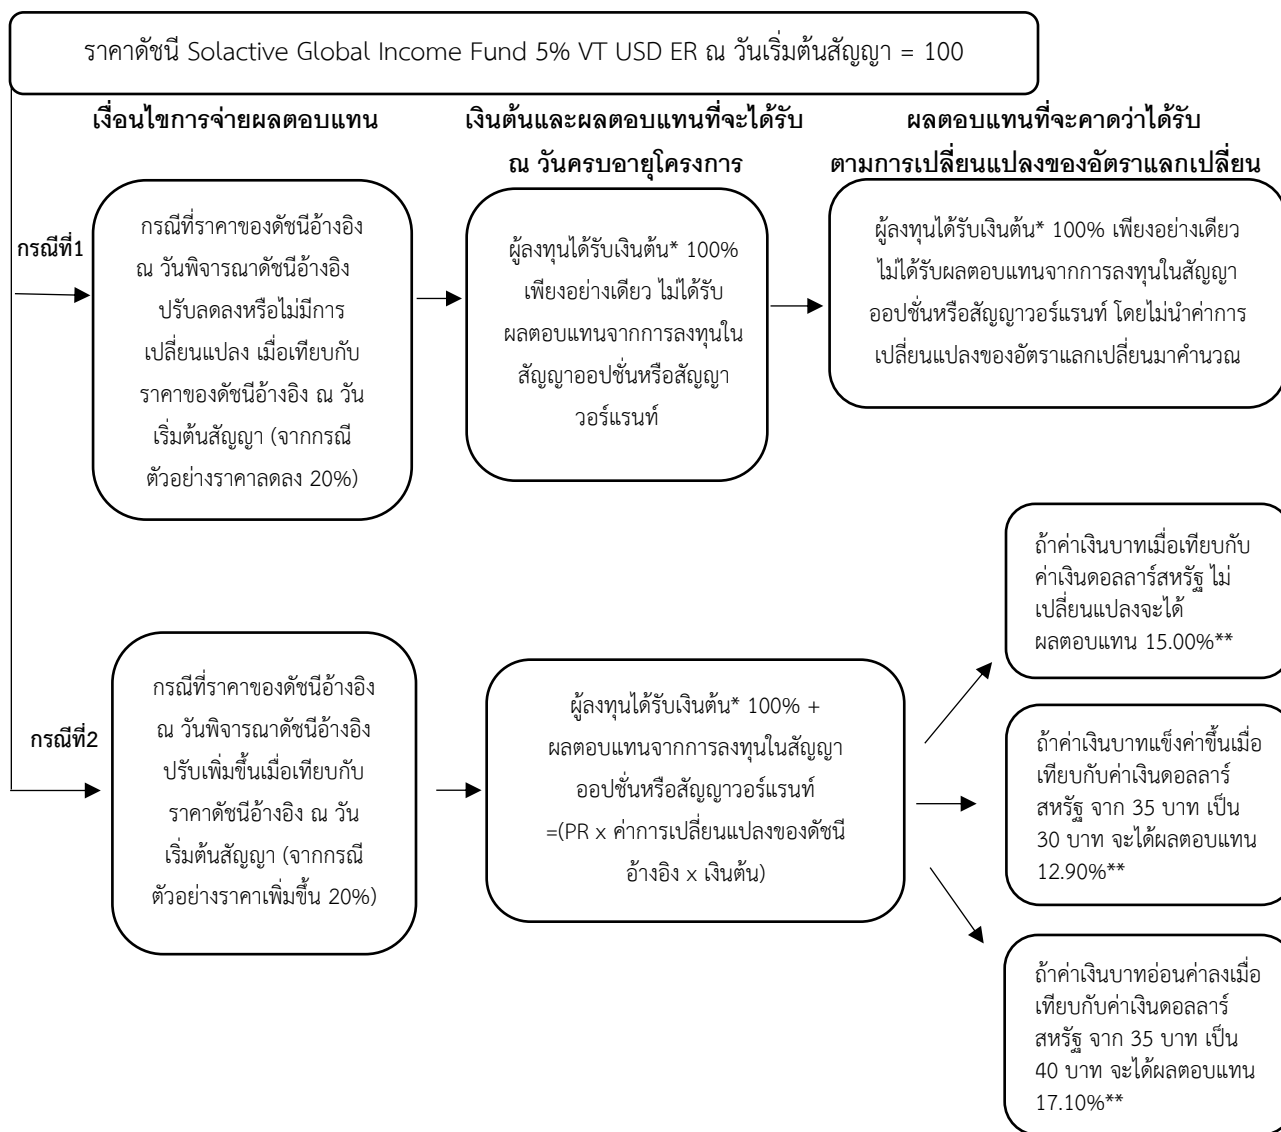 ราคาดัชนี Solactive Global Income Fund 5% VT USD ER ณ วันเริ่มต้นสัญญา = 100
เงื่อนไขการจ่ายผลตอบแทน
เงินต้นและผลตอบแทนที่จะได้รับ
ณ วันครบอายุโครงการ
ผลตอบแทนที่จะคาดว่าได้รับ
ตามการเปลี่ยนแปลงของอัตราแลกเปลี่ยน
กรณีที่1
กรณีที่ราคาของดัชนีอ้างอิง
ณ วันพิจารณาดัชนีอ้างอิง
ปรับลดลงหรือไม่มีการ
เปลี่ยนแปลง เมื่อเทียบกับ
ราคาของดัชนีอ้างอิง ณ วัน
เริ่มต้นสัญญา (จากกรณี
ตัวอย่างราคาลดลง 20%)
ผู้ลงทุนได้รับเงินต้น* 100%
เพียงอย่างเดียว ไม่ได้รับ
ผลตอบแทนจากการลงทุนใน
สัญญาออปชั่นหรือสัญญา
วอร์แรนท์
ผู้ลงทุนได้รับเงินต้น* 100% เพียงอย่างเดียว
ไม่ได้รับผลตอบแทนจากการลงทุนในสัญญา
ออปชั่นหรือสัญญาวอร์แรนท์ โดยไม่นำค่าการ
เปลี่ยนแปลงของอัตราแลกเปลี่ยนมาคำนวณ
กรณีที่2
กรณีที่ราคาของดัชนีอ้างอิง
ณ วันพิจารณาดัชนีอ้างอิง
ปรับเพิ่มขึ้นเมื่อเทียบกับ
ราคาดัชนีอ้างอิง ณ วัน
เริ่มต้นสัญญา (จากกรณี
ตัวอย่างราคาเพิ่มขึ้น 20%)
ผู้ลงทุนได้รับเงินต้น* 100% +
ผลตอบแทนจากการลงทุนในสัญญา
ออปชั่นหรือสัญญาวอร์แรนท์
=(PR x ค่าการเปลี่ยนแปลงของดัชนี
อ้างอิง x เงินต้น)
ถ้าค่าเงินบาทเมื่อเทียบกับ
ค่าเงินดอลลาร์สหรัฐ ไม่
เปลี่ยนแปลงจะได้
ผลตอบแทน 15.00%**
ถ้าค่าเงินบาทแข็งค่าขึ้นเมื่อ
เทียบกับค่าเงินดอลลาร์
สหรัฐ จาก 35 บาท เป็น
30 บาท จะได้ผลตอบแทน
12.90%**
ถ้าค่าเงินบาทอ่อนค่าลงเมื่อ
เทียบกับค่าเงินดอลลาร์
สหรัฐ จาก 35 บาท เป็น
40 บาท จะได้ผลตอบแทน
17.10%**